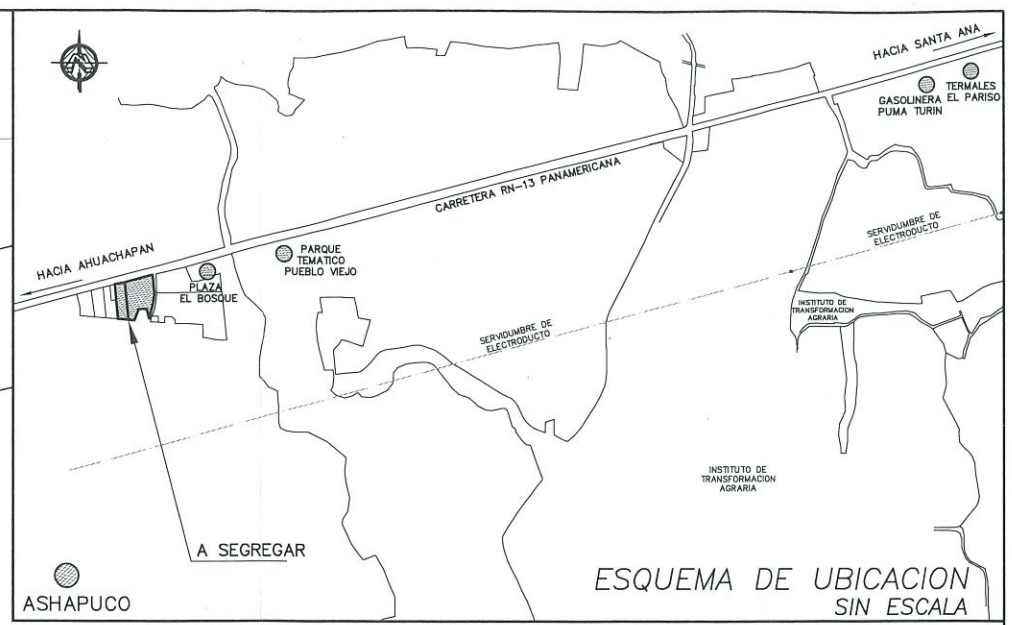 N
HACIA SANTA ANA
GASOLINERA
PUMA TURIN
TERMALES
EL PARISO
CARRETERA RN-13 PANAMERICANA
SERVIDUMBRE DE
ELECTRODUCTO
HACIA AHUACHAPAN
PARQUE
TEMATICO
PUEBLO VIEJO
PLAZA
EL BOSQUE
INSTITUTO DE
TRANSFORMACION
AGRARIA
SERVIDUMBRE DE
ELECTRODUCTO
INSTITUTO DE
TRANSFORMACION
AGRARIA
A SEGREGAR
ASHAPUCO
ESQUEMA DE UBICACION
SIN ESCALA